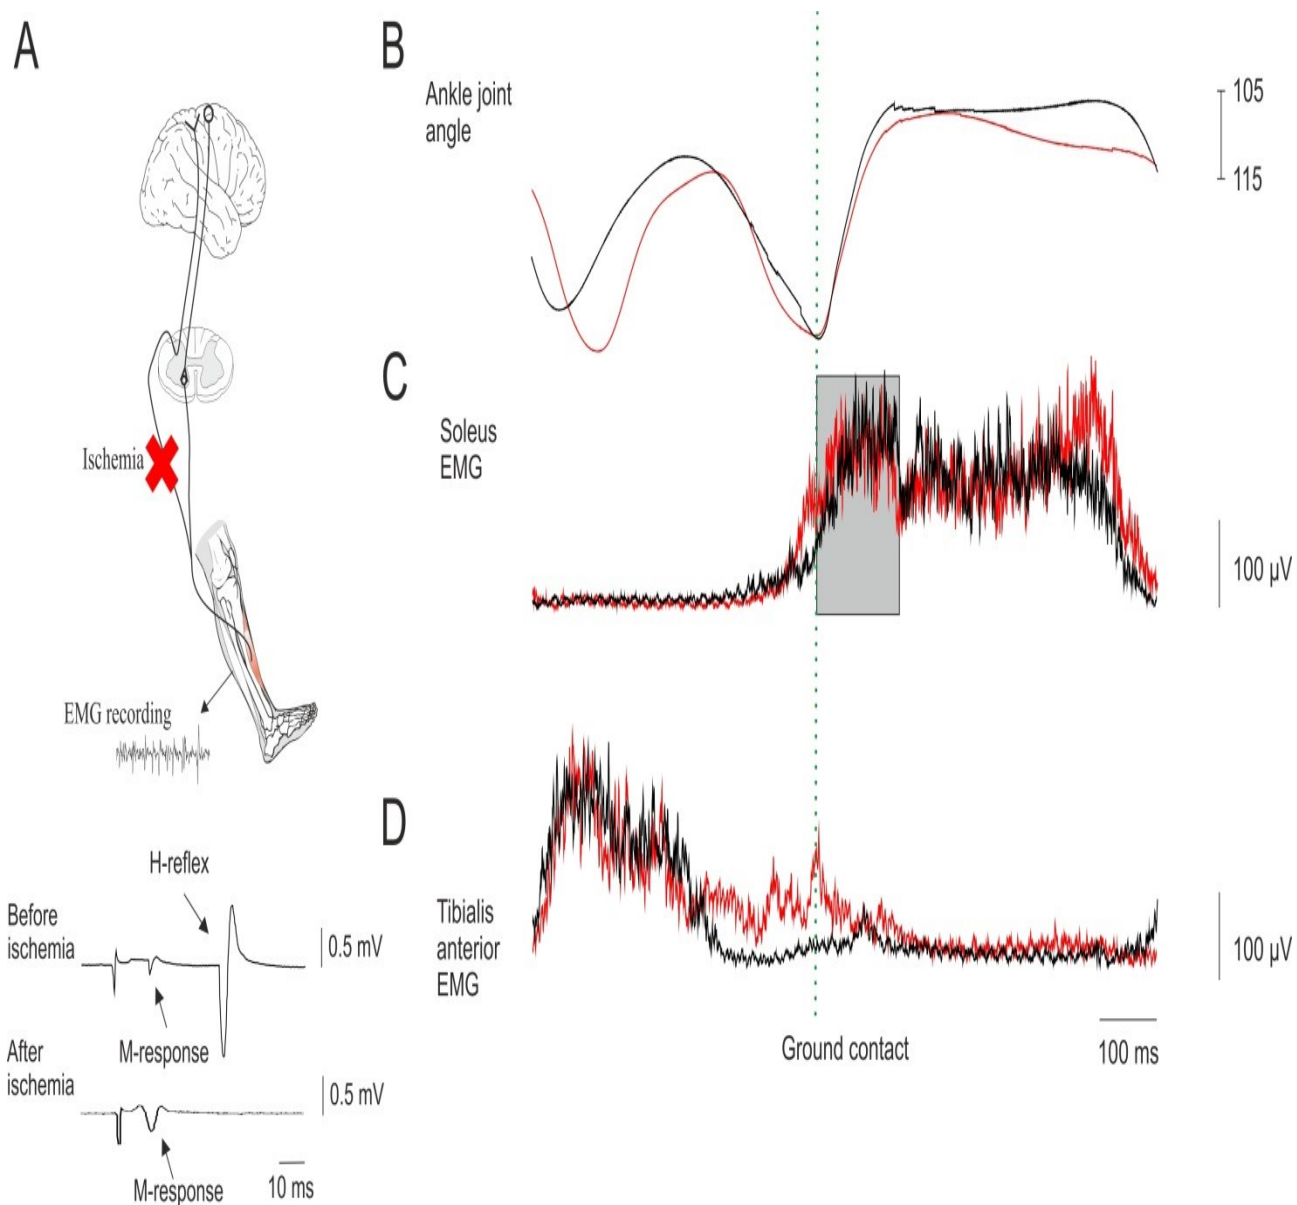 A
Ischemia
EMG recording
H-reflex
Before
ischemia
0.5 mV
M-response
After
ischemia
0.5 mV
M-response
10 ms
B
Ankle joint
angle
105
115
C
Soleus
EMG
100 µV
D
Tibialis
anterior
EMG
100 µV
Ground contact
100 ms